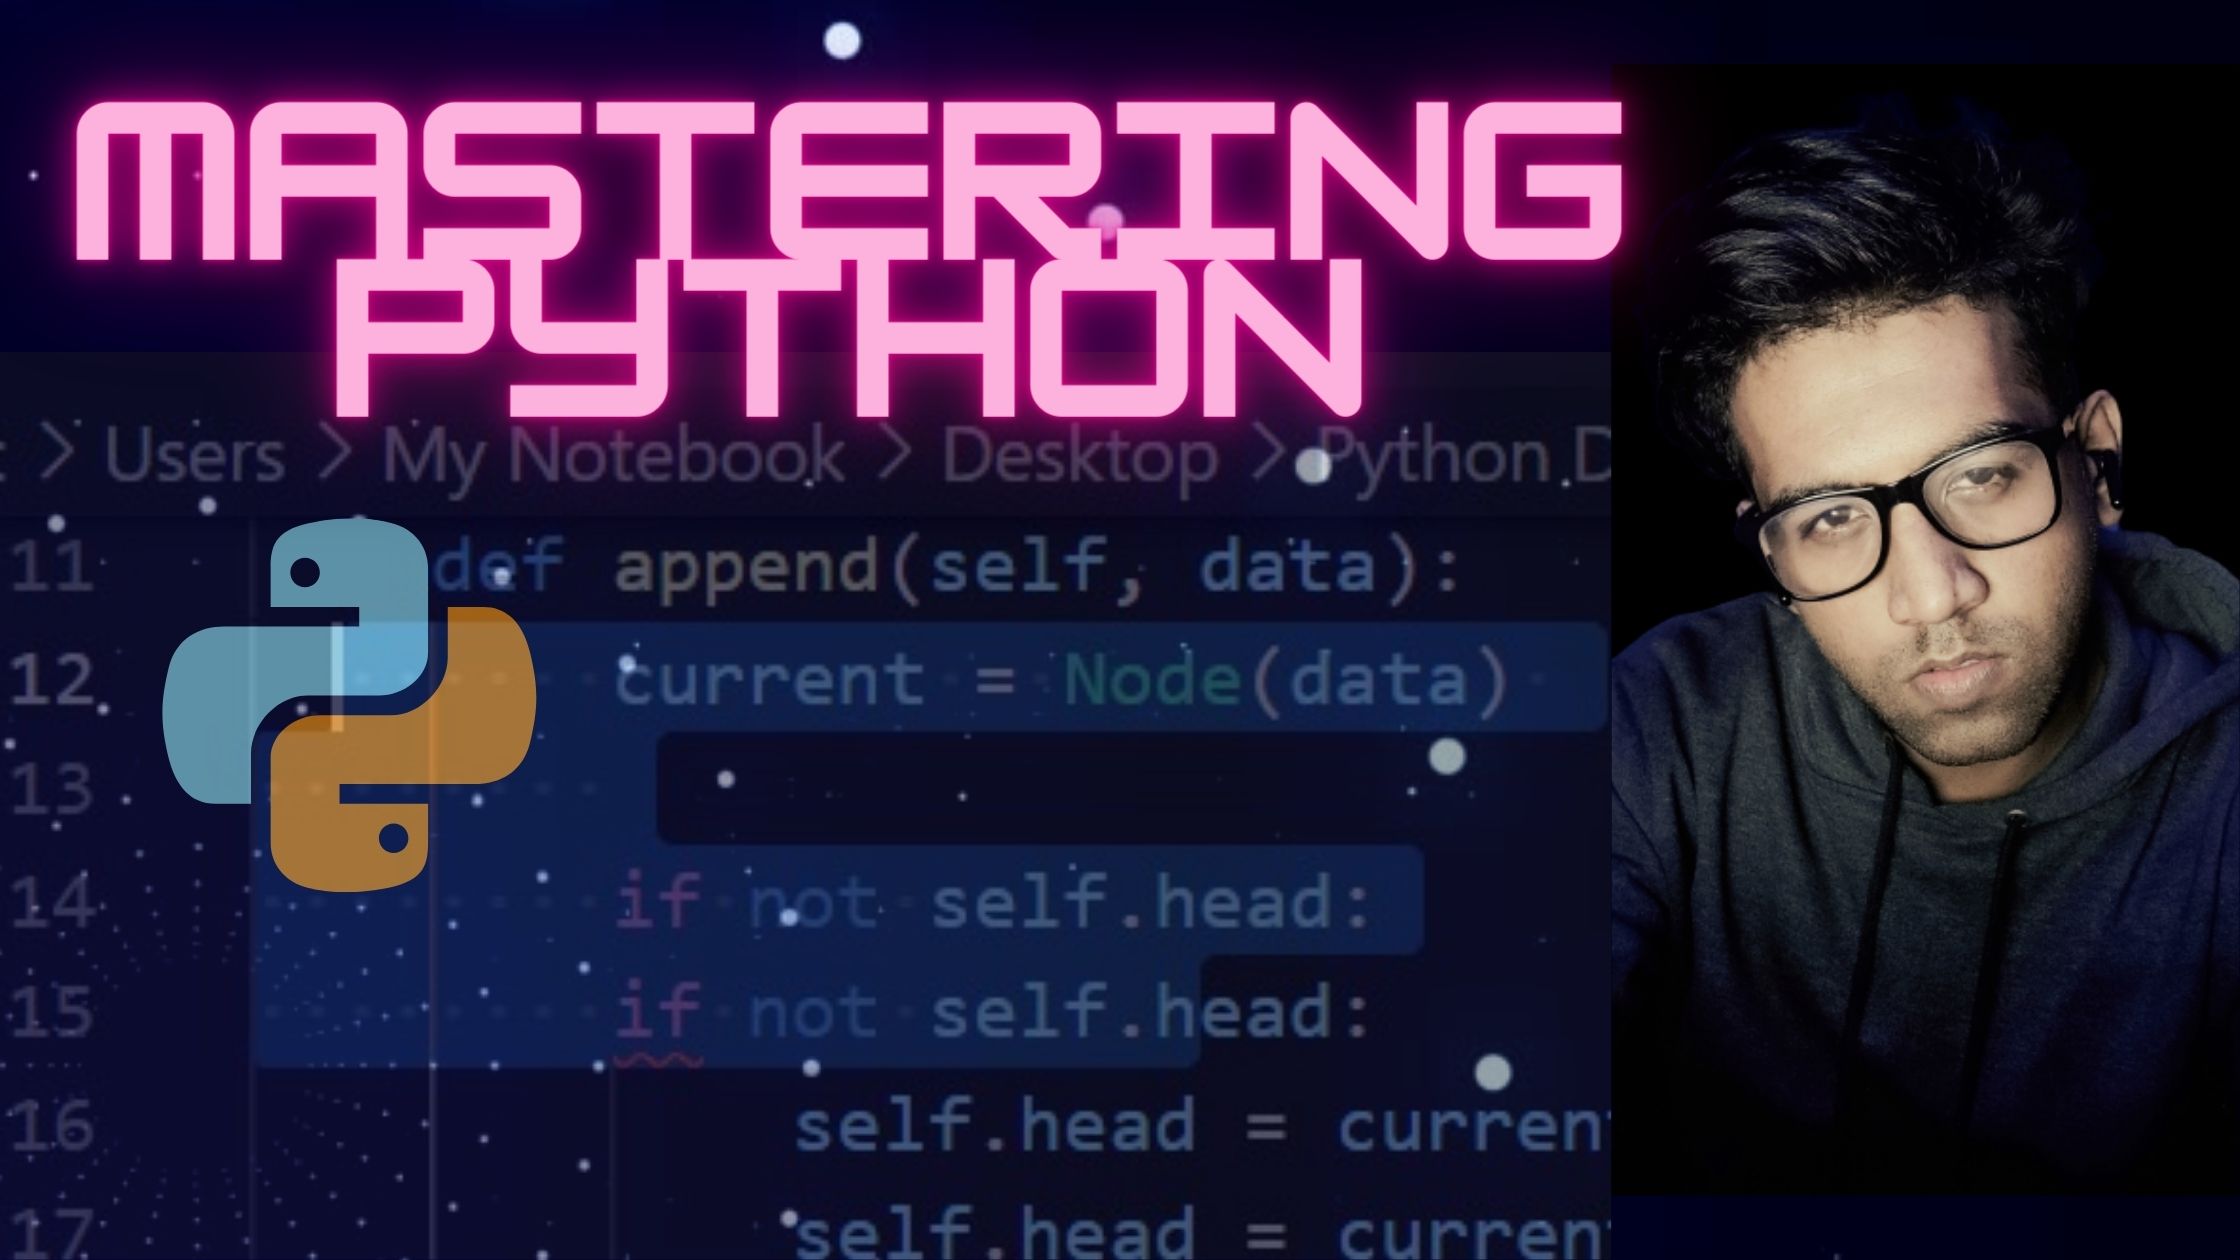 MASTERING
PYTHON
> Users > My Notebook > Desktop > Python D
11 def append(self, data):
12 current = Node(data)
13
14 if not self.head:
15 if not self.head:
16 self.head = curren
17 self.head = curren